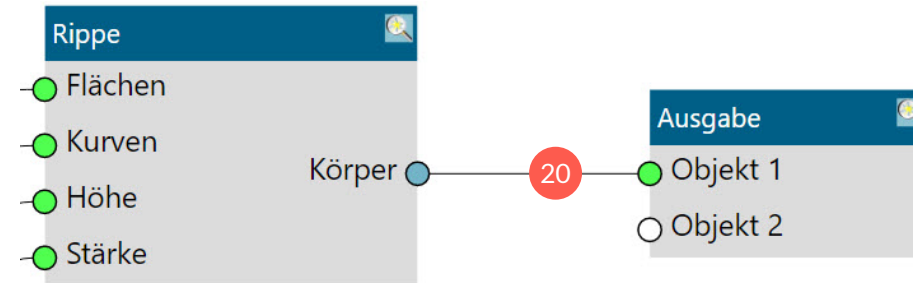 Rippe
Flächen
Kurven
Höhe
Stärke
Körper
20
Ausgabe
Objekt 1
Objekt 2